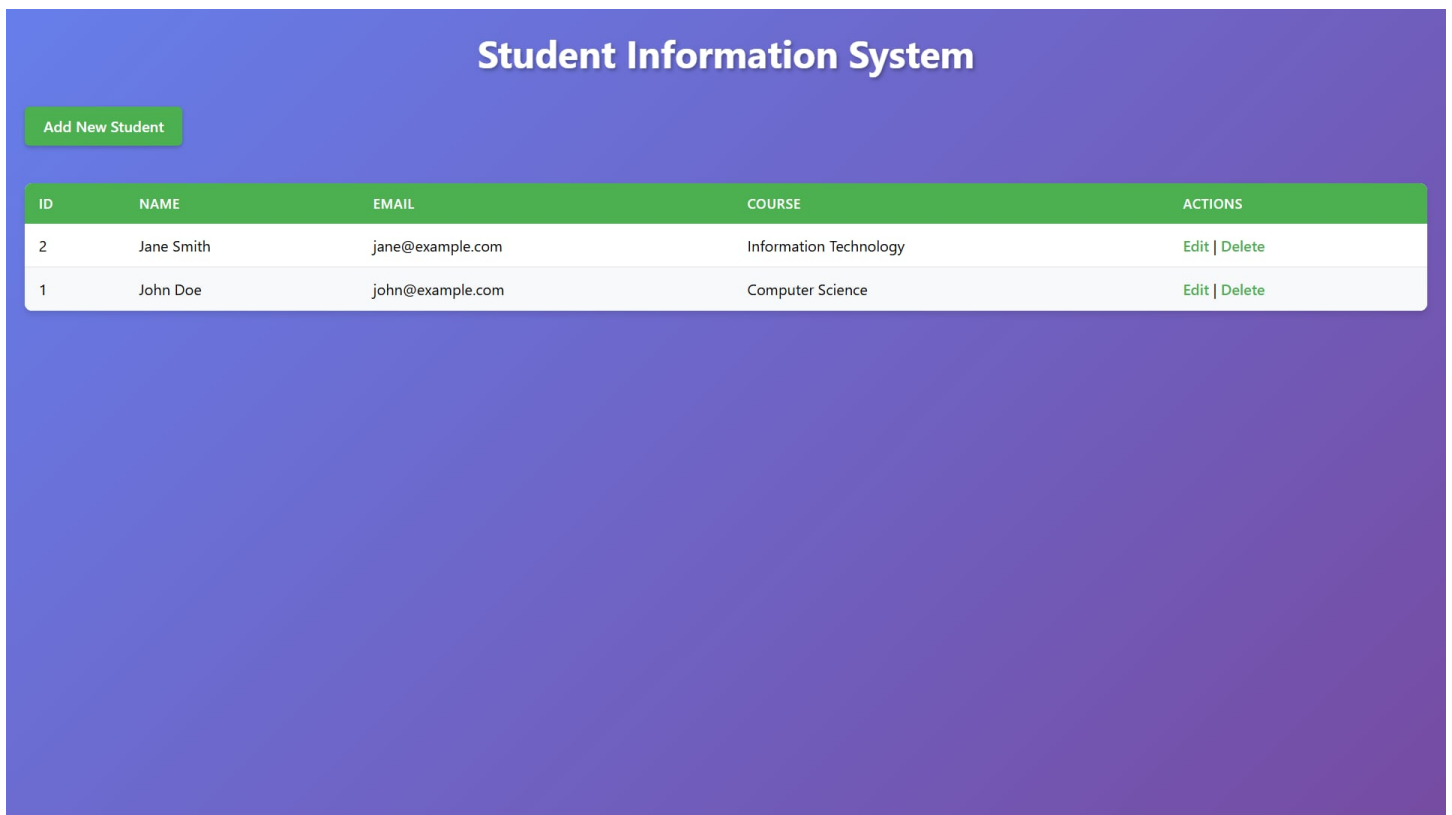 Student Information System
Add New Student
ID NAME EMAIL COURSE ACTIONS
2 Jane Smith jane@example.com Information Technology Edit | Delete
1 John Doe john@example.com Computer Science Edit | Delete